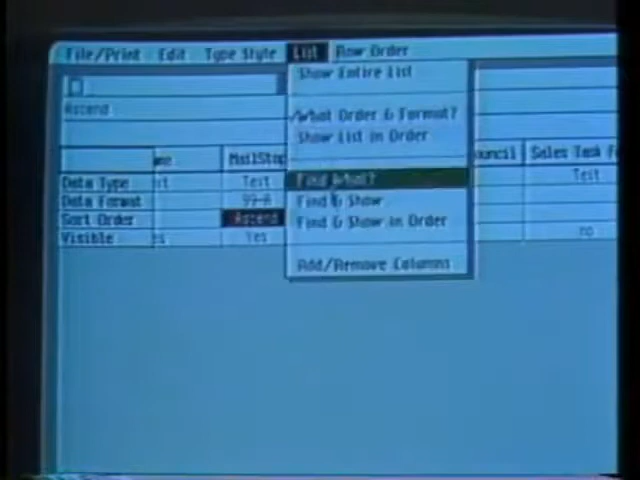 File/Print Edit Type Style List Row Order
Show Entire List
✓What Order & Format?
Show List in Order
Find What?
Find & Show
Find & Show in Order
Add/Remove Columns
Ascend
MailStop
Sales Task F
Data Type Text Text
Data Format 99-A
Sort Order Ascend
Visible Yes no